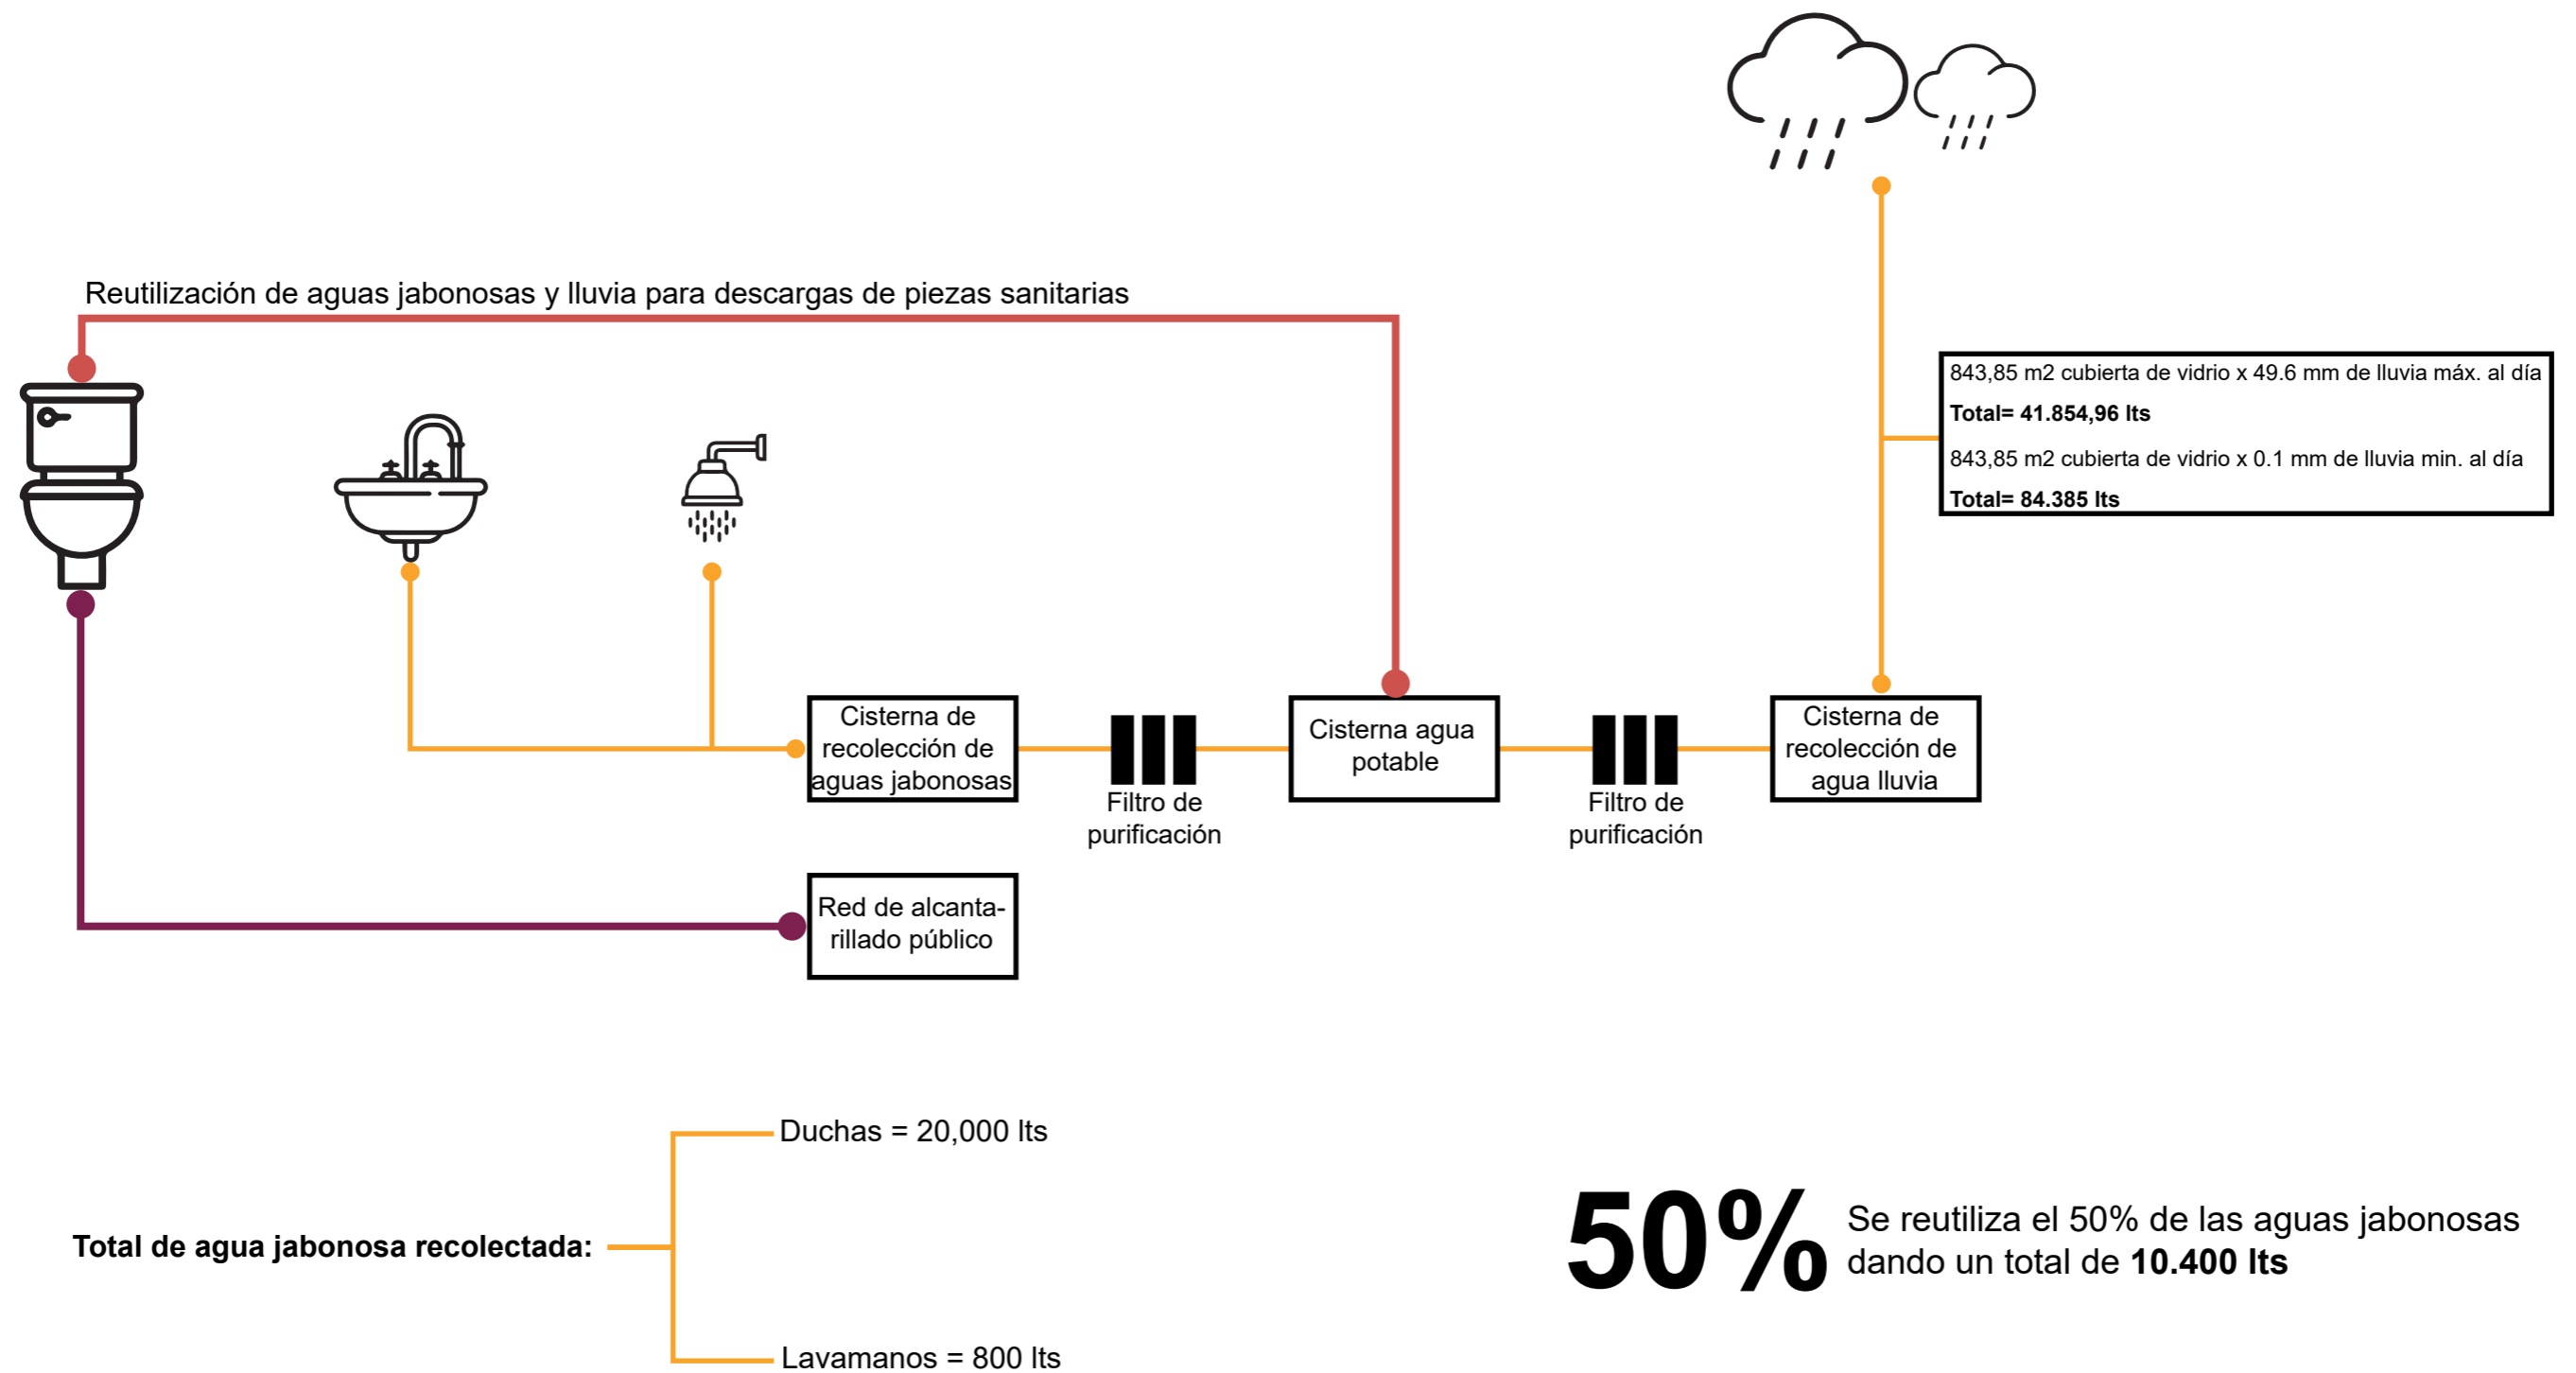 Reutilización de aguas jabonosas y lluvia para descargas de piezas sanitarias
843,85 m2 cubierta de vidrio x 49.6 mm de lluvia máx. al día
Total= 41.854,96 lts
843,85 m2 cubierta de vidrio x 0.1 mm de lluvia min. al día
Total= 84.385 lts
Cisterna de
recolección de
aguas jabonosas
Filtro de
purificación
Cisterna agua
potable
Filtro de
purificación
Cisterna de
recolección de
agua lluvia
Red de alcanta-
rillado público
Total de agua jabonosa recolectada:
Duchas = 20,000 lts
Lavamanos = 800 lts
50%
Se reutiliza el 50% de las aguas jabonosas
dando un total de 10.400 lts